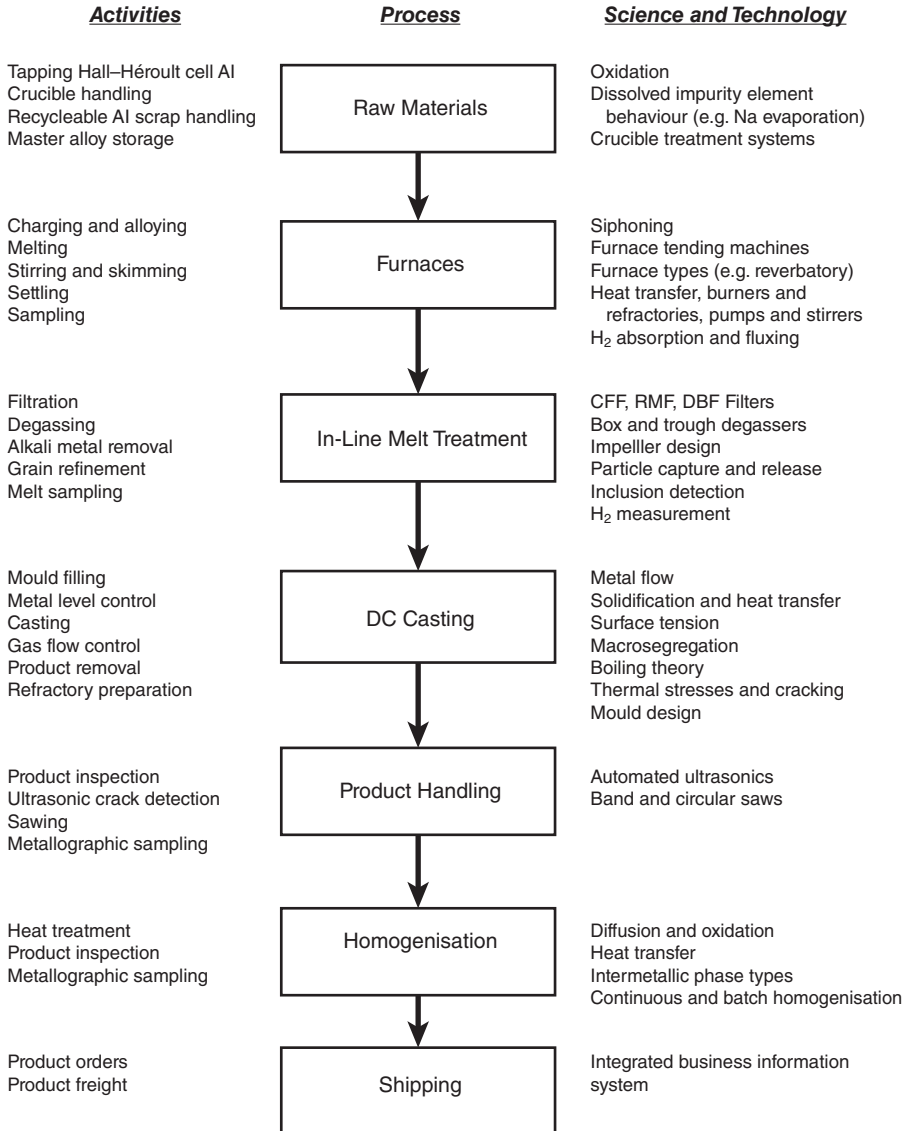 Activities
Process
Science and Technology
Tapping Hall–Héroult cell Al
Crucible handling
Recycleable Al scrap handling
Master alloy storage
Raw Materials
Oxidation
Dissolved impurity element
behaviour (e.g. Na evaporation)
Crucible treatment systems
Charging and alloying
Melting
Stirring and skimming
Settling
Sampling
Furnaces
Siphoning
Furnace tending machines
Furnace types (e.g. reverbatory)
Heat transfer, burners and
refractories, pumps and stirrers
H₂ absorption and fluxing
Filtration
Degassing
Alkali metal removal
Grain refinement
Melt sampling
In-Line Melt Treatment
CFF, RMF, DBF Filters
Box and trough degassers
Impelller design
Particle capture and release
Inclusion detection
H₂ measurement
Mould filling
Metal level control
Casting
Gas flow control
Product removal
Refractory preparation
DC Casting
Metal flow
Solidification and heat transfer
Surface tension
Macrosegregation
Boiling theory
Thermal stresses and cracking
Mould design
Product inspection
Ultrasonic crack detection
Sawing
Metallographic sampling
Product Handling
Automated ultrasonics
Band and circular saws
Heat treatment
Product inspection
Metallographic sampling
Homogenisation
Diffusion and oxidation
Heat transfer
Intermetallic phase types
Continuous and batch homogenisation
Product orders
Product freight
Shipping
Integrated business information
system